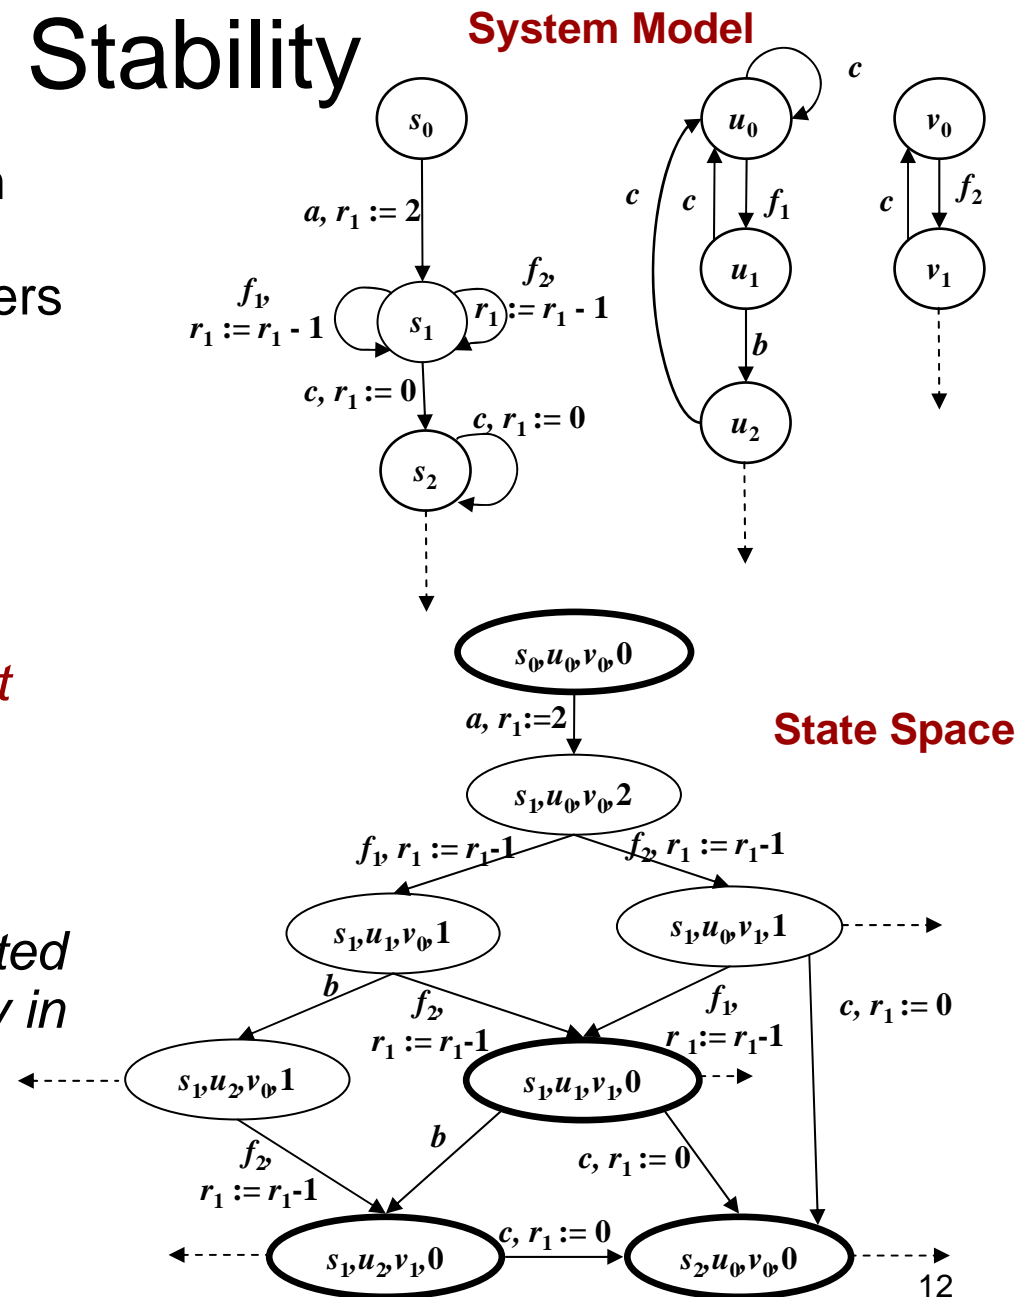 Stability
System Model
s0
u0
c
v0
a, r1 := 2
c
c
f1
c
f2
ers
f1,
r1 := r1 - 1
s1
f2,
r1 := r1 - 1
u1
v1
b
c, r1 := 0
c, r1 := 0
s2
u2
s0,u0,v0,0
t
a, r1:=2
State Space
s1,u0,v0,2
f1, r1 := r1-1
f2, r1 := r1-1
s1,u1,v0,1
s1,u0,v1,1
ted
y in
b
f2,
r1 := r1-1
f1,
r1:= r1-1
c, r1 := 0
s1,u2,v0,1
s1,u1,v1,0
f2,
r1 := r1-1
b
c, r1 := 0
s1,u2,v1,0
c, r1 := 0
s2,u0,v0,0
12